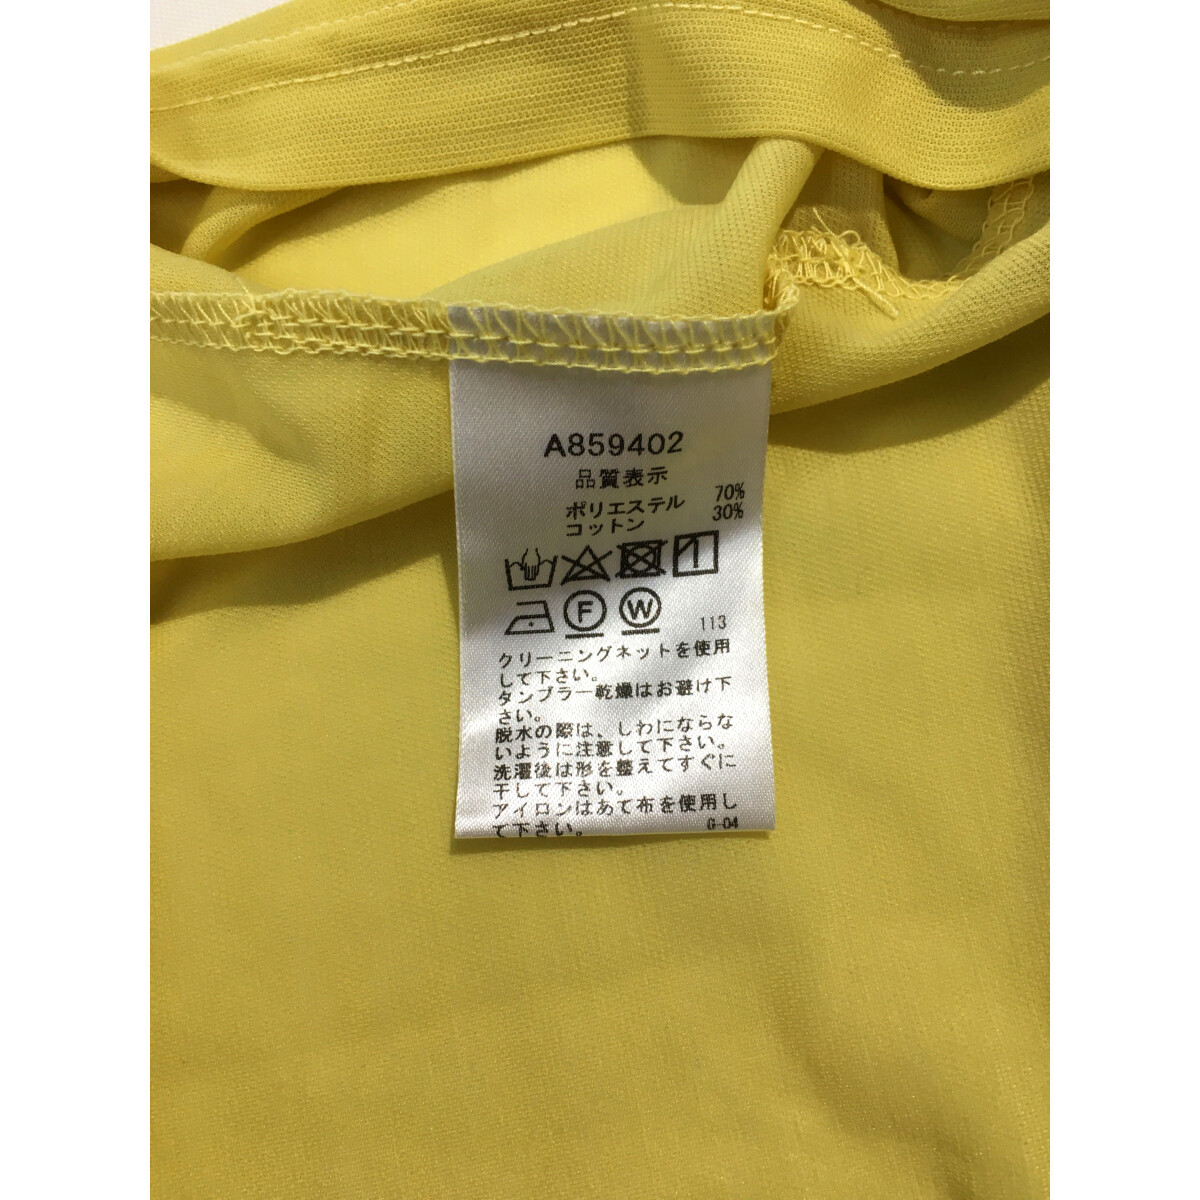 A859402
品質表示
ポリエステル 70%
コットン 30%
F W 113
クリーニングネットを使用
して下さい。
タンブラー乾燥はお避け下
さい。
脱水の際は、しわにならな
いように注意して下さい。
洗濯後は形を整えてすぐに
干して下さい。
アイロンはあて布を使用し
て下さい。 G-04